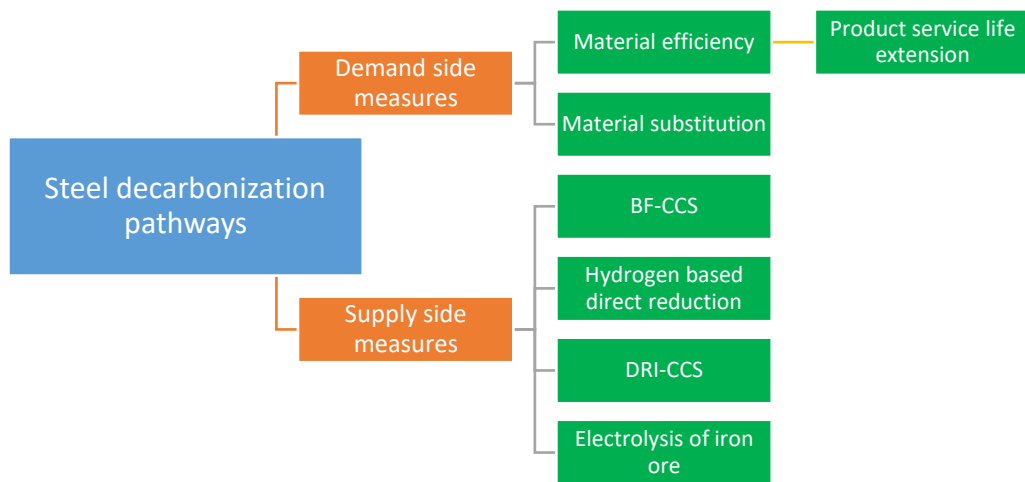 Steel decarbonization
pathways
Demand side
measures
Material efficiency
Product service life
extension
Material substitution
Supply side
measures
BF-CCS
Hydrogen based
direct reduction
DRI-CCS
Electrolysis of iron
ore